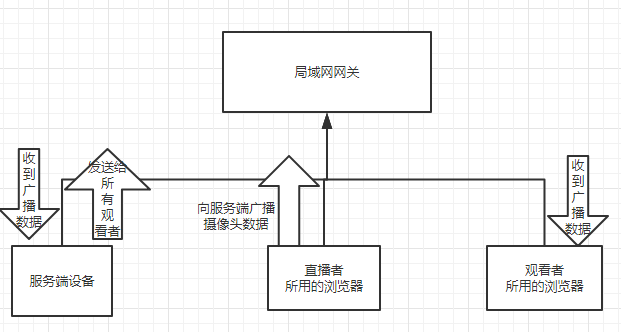 局域网网关
收
到
广
播
数据
发送给
所
有
观
看者
向服务端广播
摄像头数据
收
到
广
播
数据
服务端设备
直播者
所用的浏览器
观看者
所用的浏览器